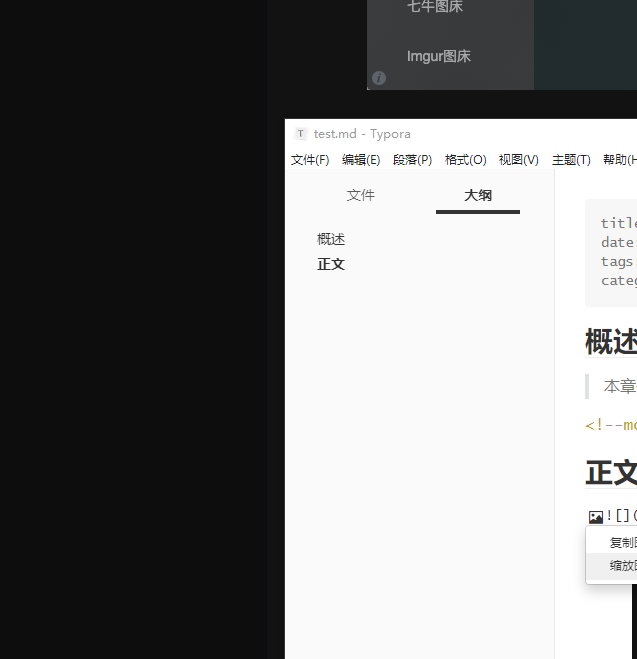 七牛图床
Imgur图床
test.md - Typora
文件(F) 编辑(E) 段落(P) 格式(O) 视图(V) 主题(T) 帮助(H
文件 大纲
概述
正文
title
date:
tags:
categ
概述
本章
<!--mo
正文
![](
复制
缩放